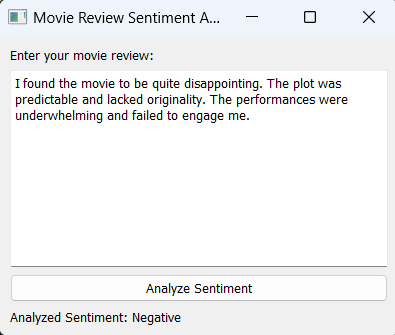 Movie Review Sentiment A...
Enter your movie review:
I found the movie to be quite disappointing. The plot was
predictable and lacked originality. The performances were
underwhelming and failed to engage me.
Analyze Sentiment
Analyzed Sentiment: Negative